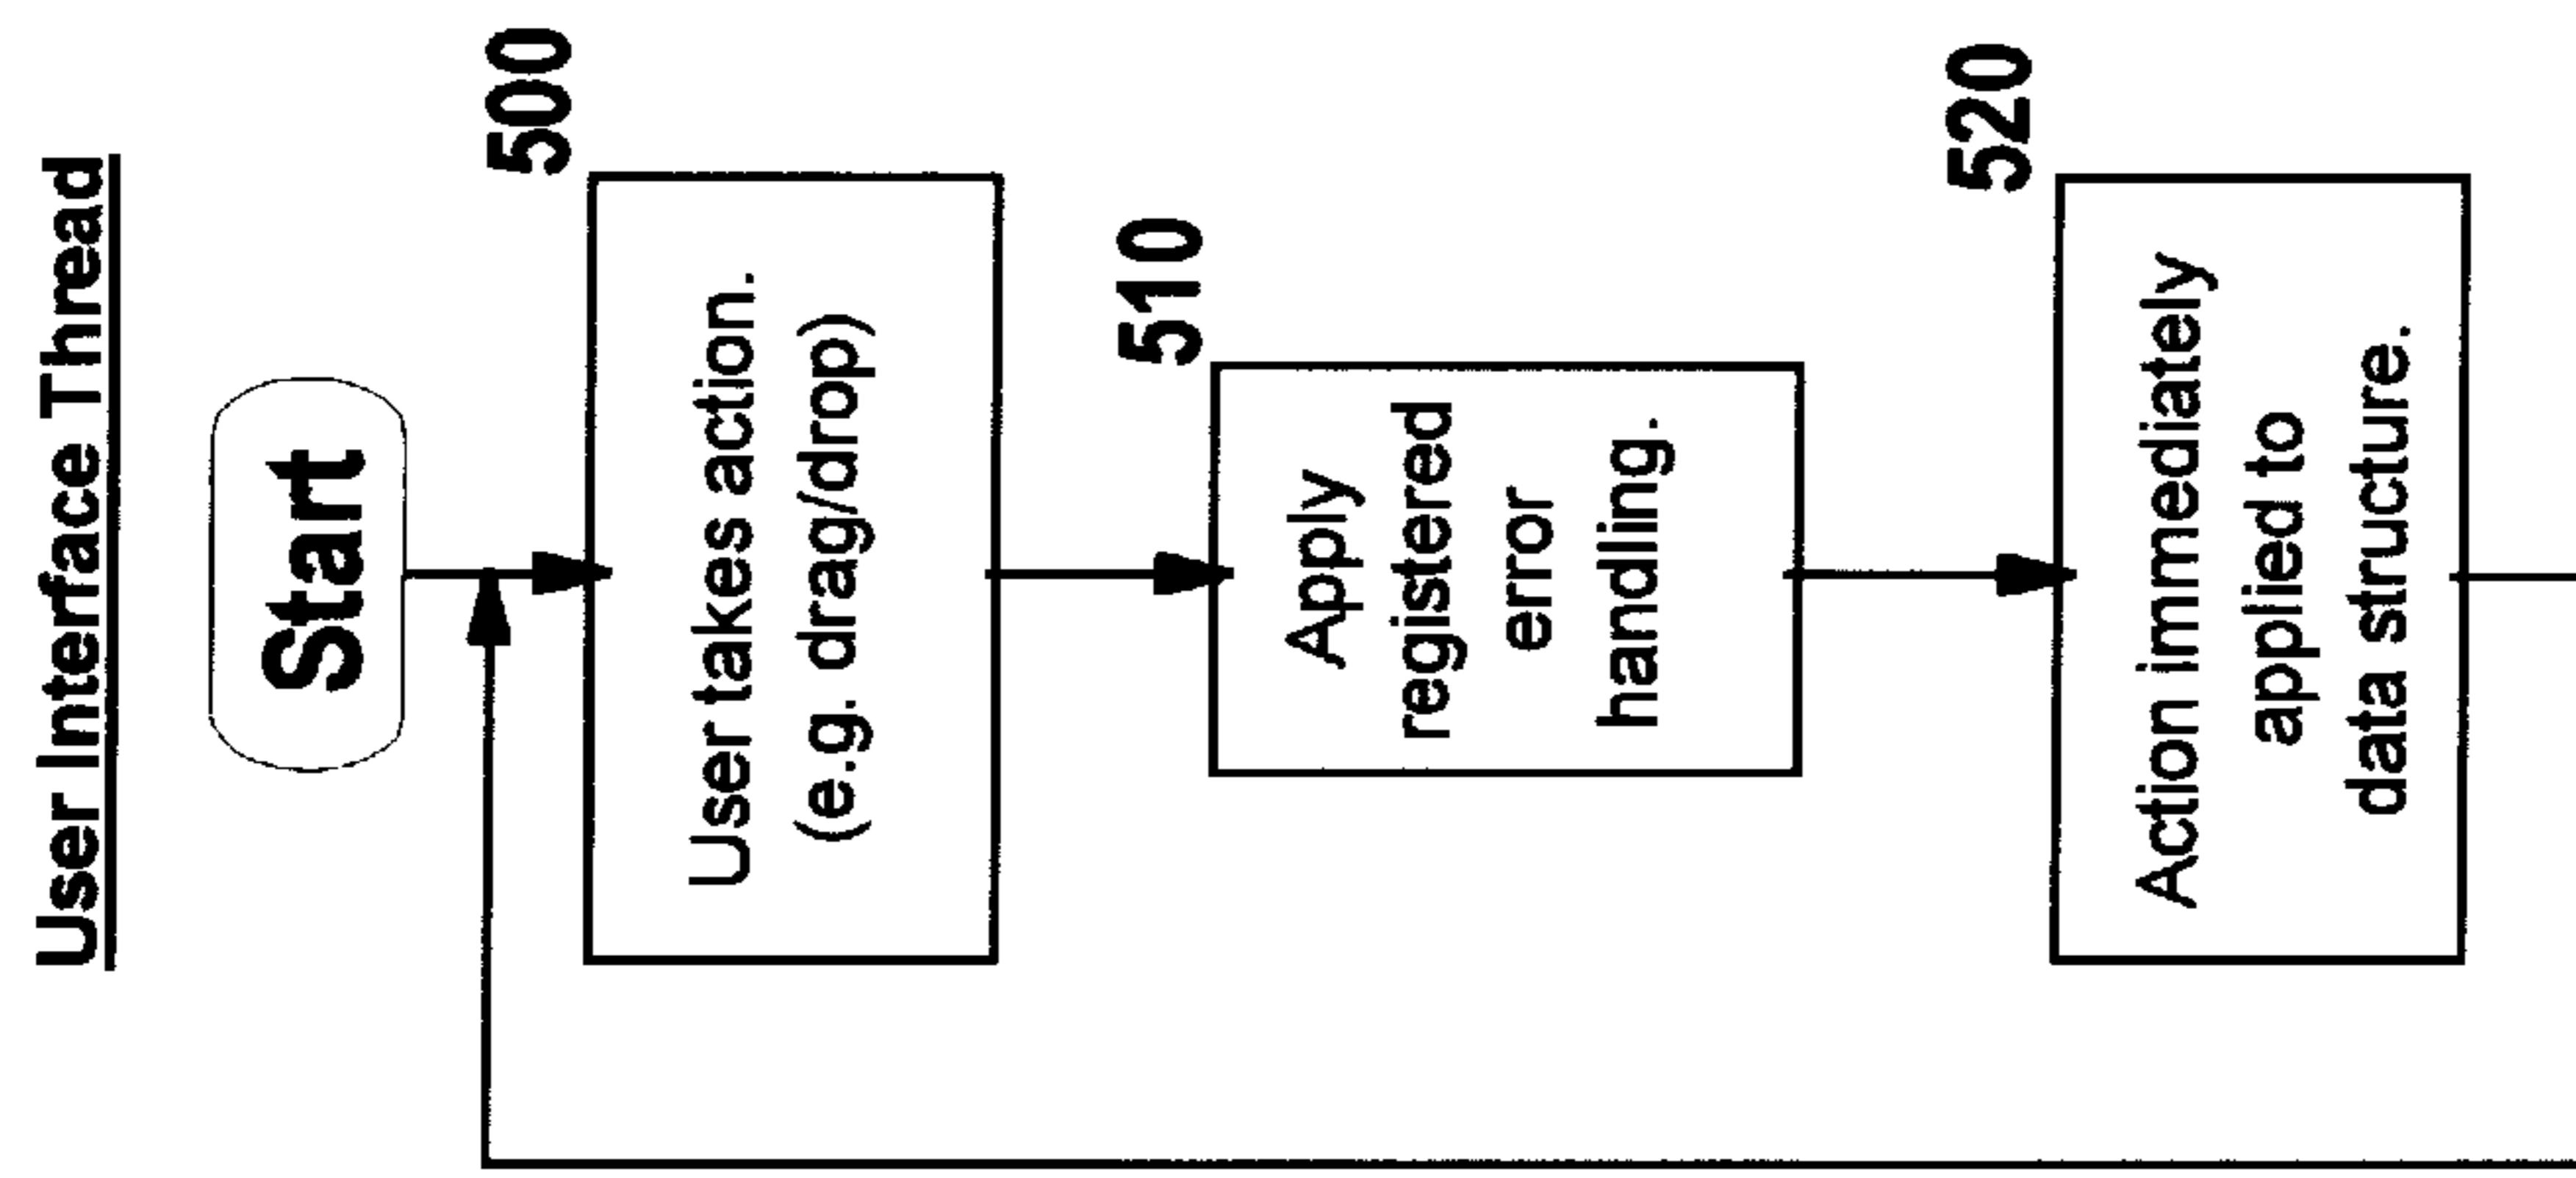 User Interface Thread
Start
500
User takes action.
(e.g. drag/drop)
510
Apply
registered
error
handling.
520
Action immediately
applied to
data structure.